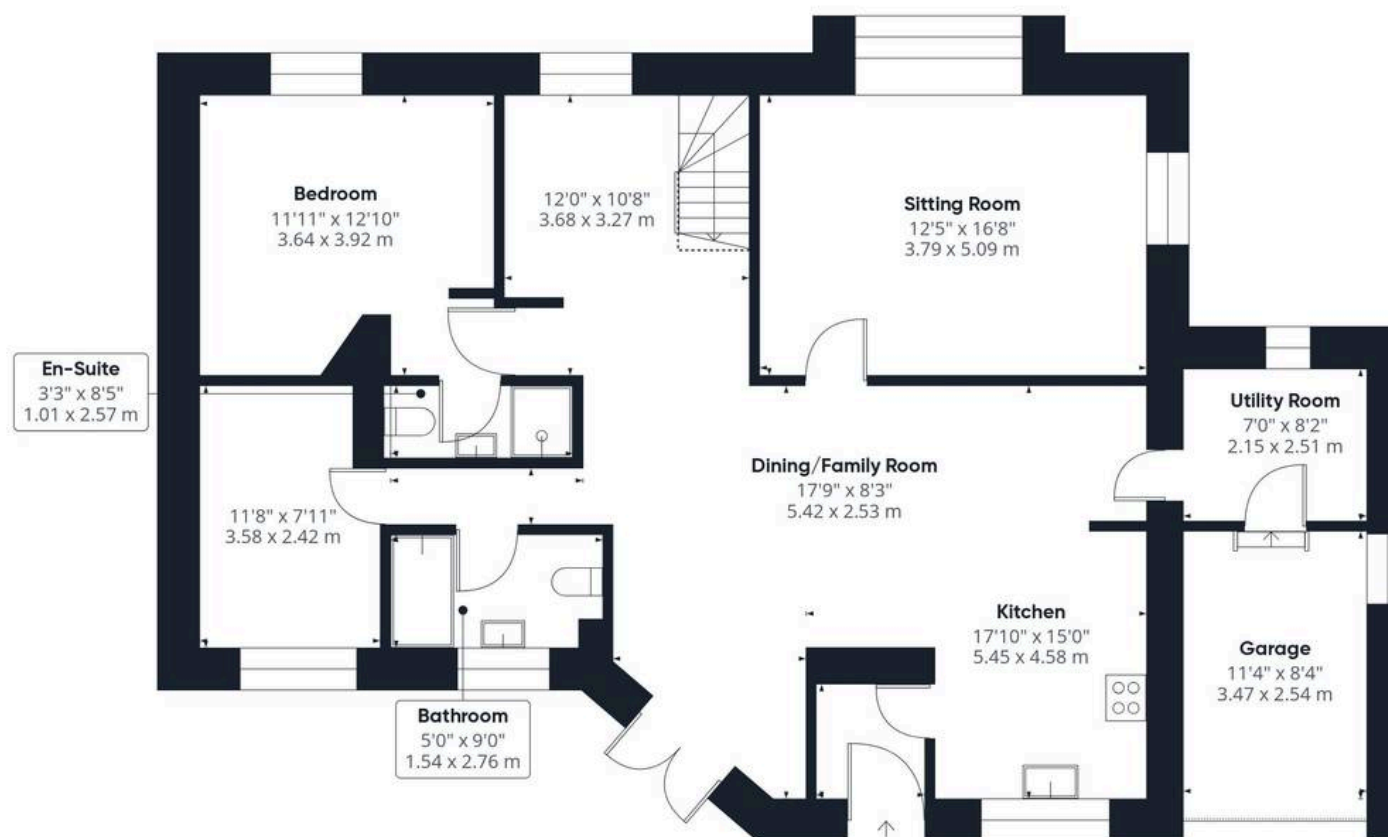 Bedroom
11'11" x 12'10"
3.64 x 3.92 m
12'0" x 10'8"
3.68 x 3.27 m
Sitting Room
12'5" x 16'8"
3.79 x 5.09 m
En-Suite
3'3" x 8'5"
1.01 x 2.57 m
Utility Room
7'0" x 8'2"
2.15 x 2.51 m
Dining/Family Room
17'9" x 8'3"
5.42 x 2.53 m
11'8" x 7'11"
3.58 x 2.42 m
Kitchen
17'10" x 15'0"
5.45 x 4.58 m
Garage
11'4" x 8'4"
3.47 x 2.54 m
Bathroom
5'0" x 9'0"
1.54 x 2.76 m